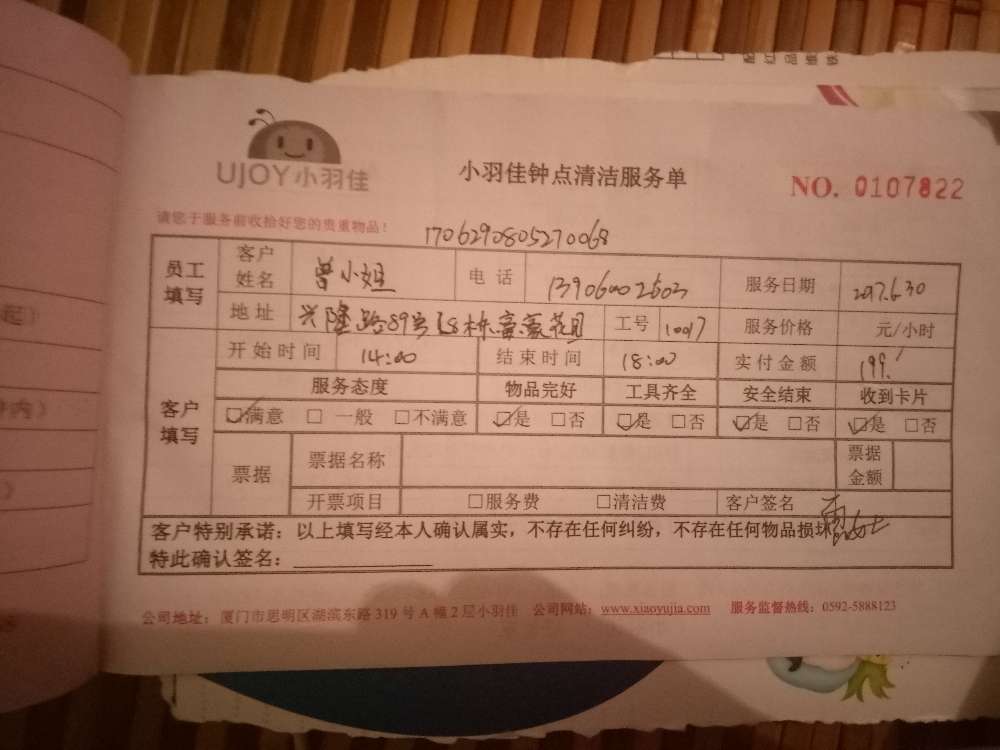 UJOY小羽佳
小羽佳钟点清洁服务单
NO. 0107822
请您于服务前收拾好您的贵重物品！
1706290805270068
员工填写 客户姓名 曾小姐 电话 13906002602 服务日期 2017.6.30
地址 兴隆路89号 栋 花园 工号 10017 服务价格 元/小时
客户填写 开始时间 14:00 结束时间 18:00 实付金额 199.
服务态度 物品完好 工具齐全 安全结束 收到卡片
☑满意 □一般 □不满意 ☑是 □否 ☑是 □否 ☑是 □否 ☑是 □否
票据 票据名称 票据金额
开票项目 □服务费 □清洁费 客户签名
客户特别承诺：以上填写经本人确认属实，不存在任何纠纷，不存在任何物品损坏
特此确认签名：
公司地址：厦门市思明区湖滨东路319号A幢2层小羽佳 公司网站：www.xiaoyujia.com 服务监督热线：0592-5888123